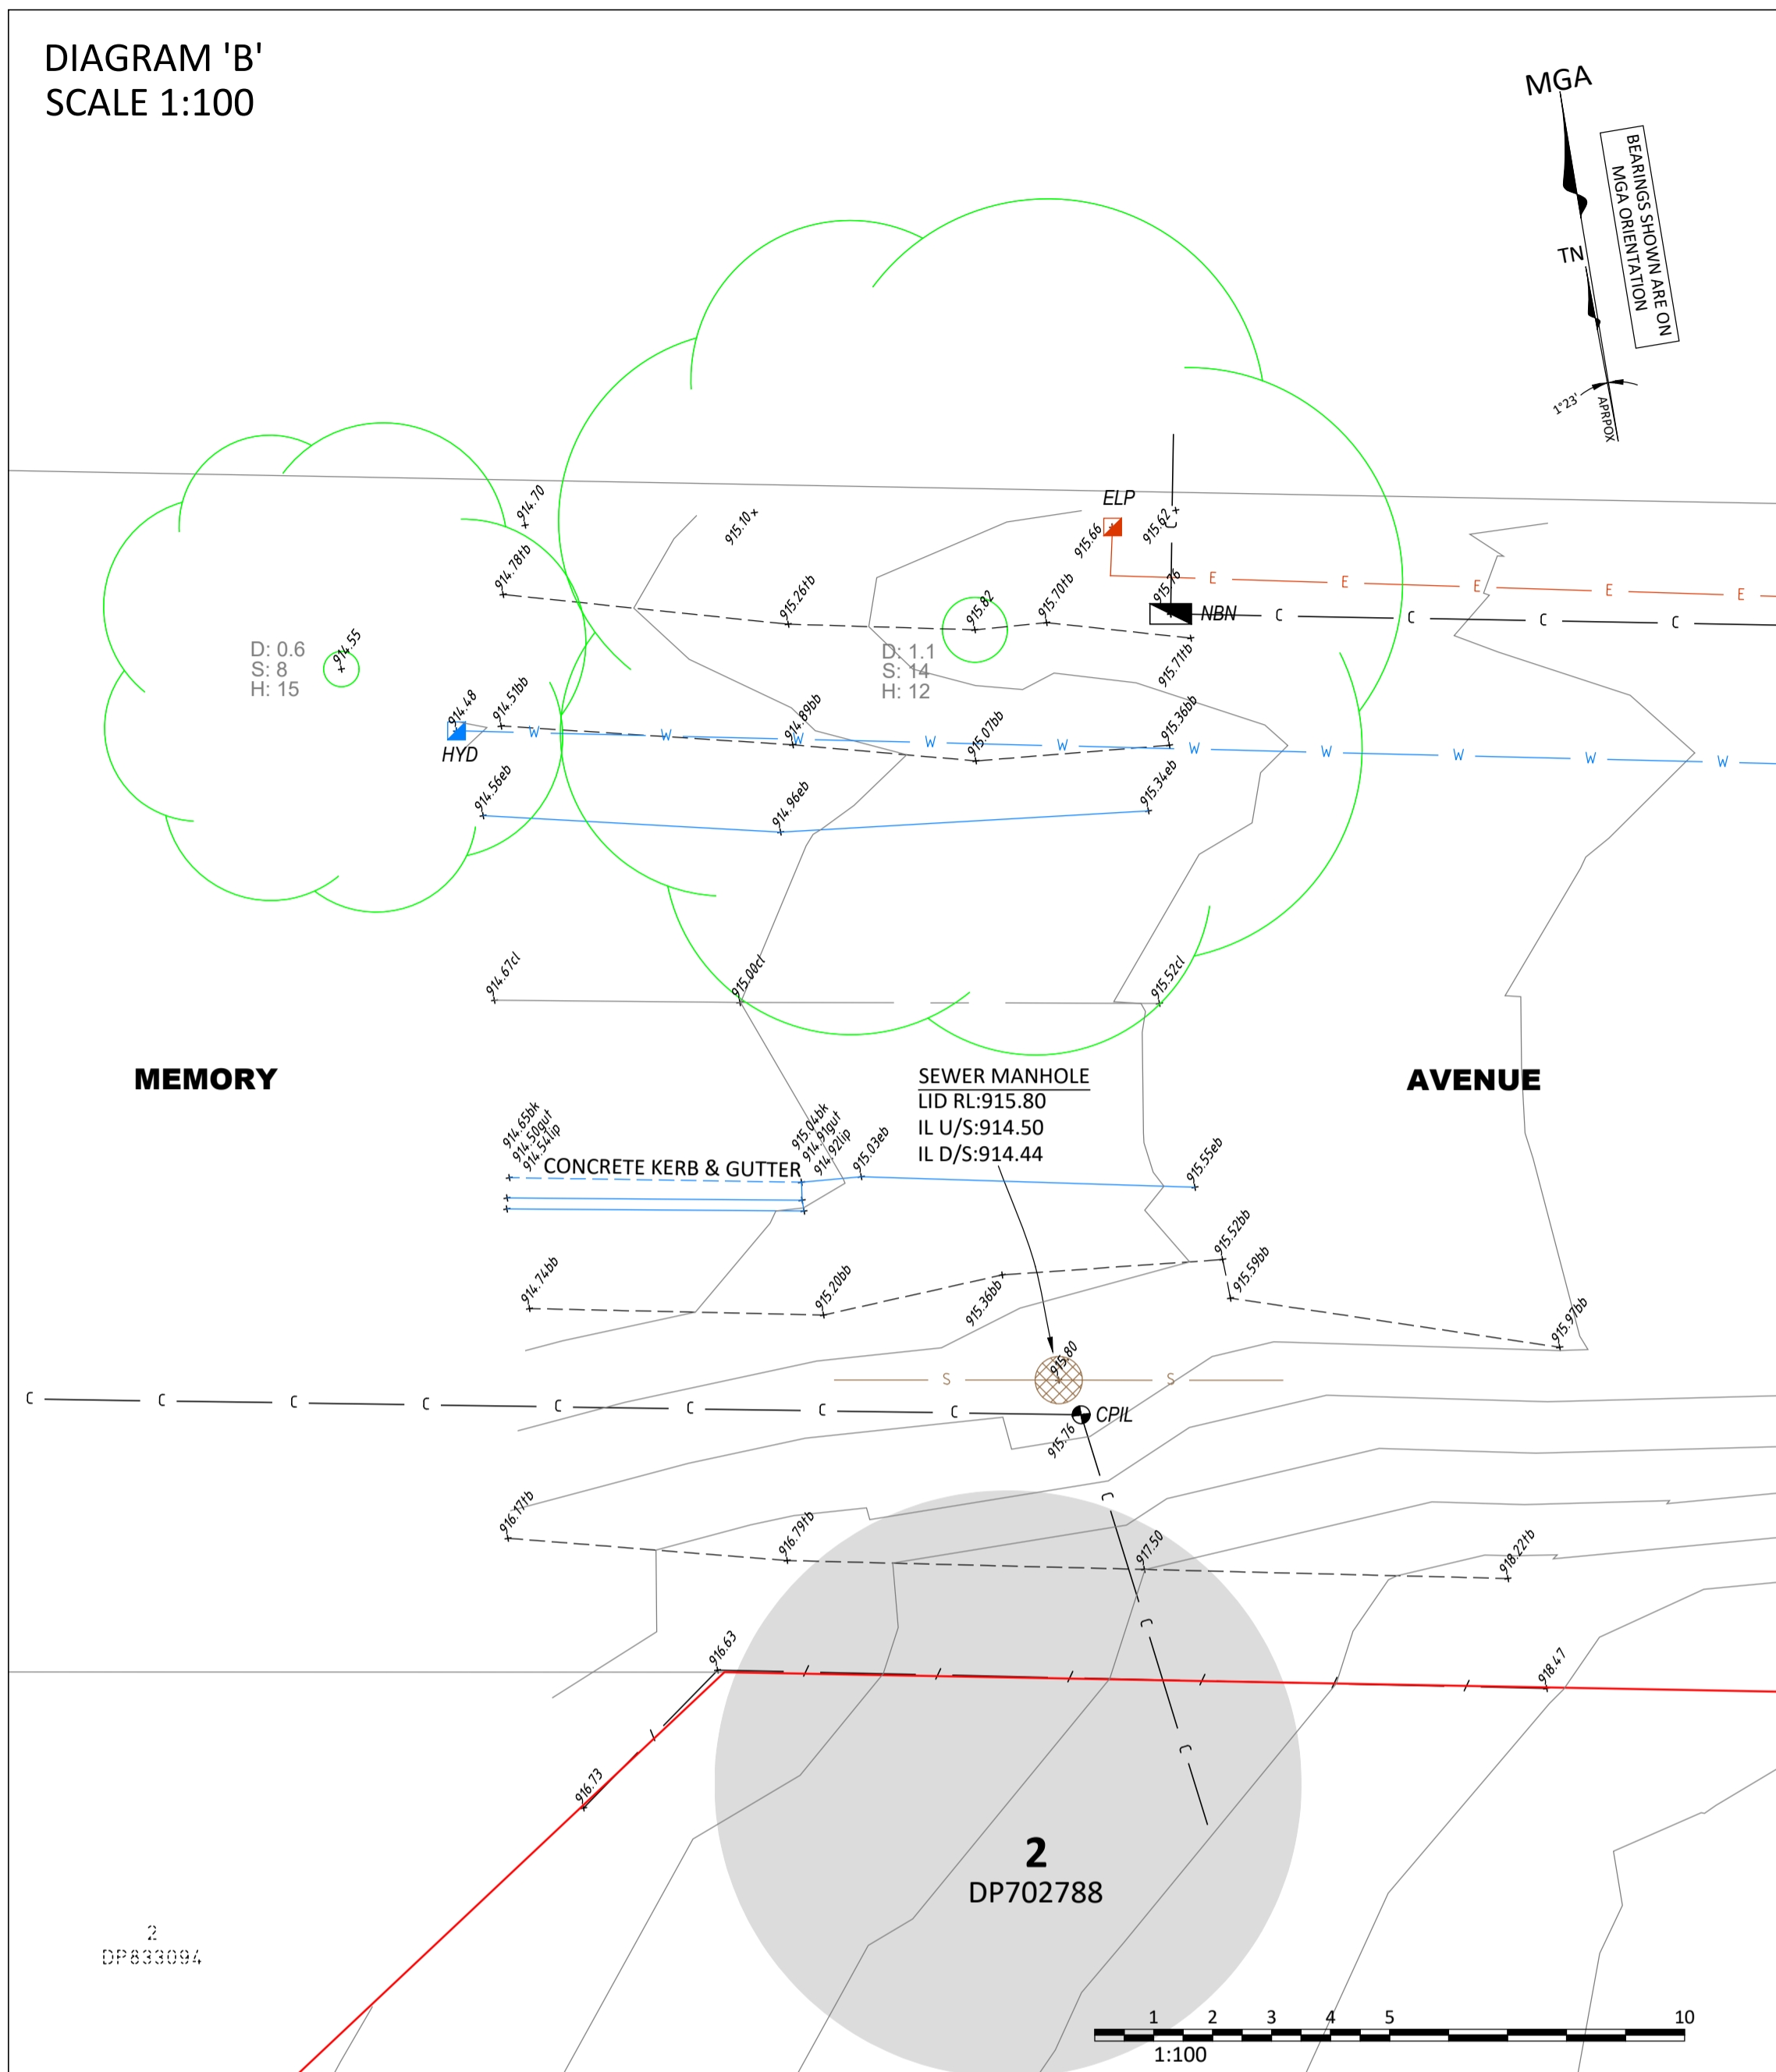 DIAGRAM 'B'
SCALE 1:100
MGA
BEARINGS SHOWN ARE ON
MGA ORIENTATION
TN
1°23'
APRPOX
914.70
915.10
ELP
915.66
915.62
C
914.78tb
915.26tb
915.82
915.70tb
915.76
NBN
E E E E E
C C C C
915.71tb
D: 0.6
S: 8
H: 15
914.55
D: 1.1
S: 14
H: 12
914.48
HYD
914.51bb
914.89bb
915.07bb
915.36bb
W W W W W W W W W W
914.56eb
914.96eb
915.34eb
914.67cl
915.00cl
915.52cl
MEMORY
AVENUE
SEWER MANHOLE
LID RL:915.80
IL U/S:914.50
IL D/S:914.44
914.65bk
914.50gut
914.54lip
CONCRETE KERB & GUTTER
915.04bk
914.91gut
914.92lip
915.03eb
915.55eb
914.74bb
915.20bb
915.36bb
915.52bb
915.59bb
915.97bb
915.80
S S
C C C C C C C C
CPIL
915.76
C
916.17tb
916.79tb
917.50
918.22tb
C
916.63
918.47
C
916.73
2
DP702788
2
DP833094
1 2 3 4 5 10
1:100